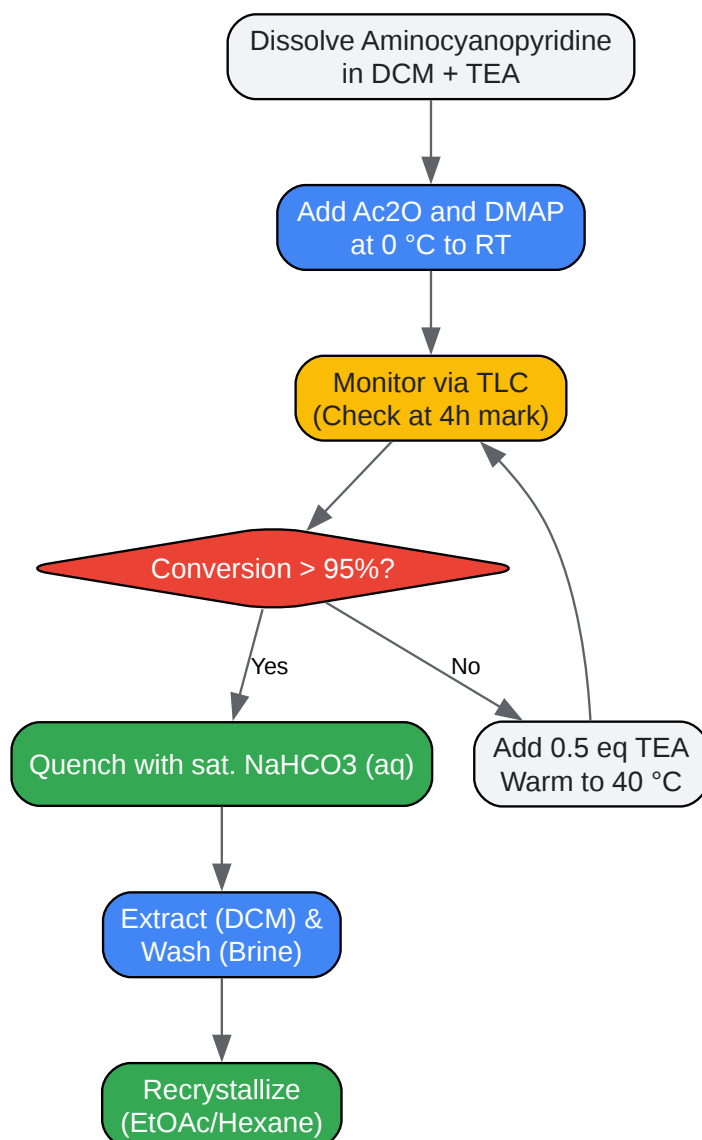 Dissolve Aminocyanopyridine
in DCM + TEA
Add Ac2O and DMAP
at 0 °C to RT
Monitor via TLC
(Check at 4h mark)
Conversion > 95%?
Yes
No
Quench with sat. NaHCO3 (aq)
Add 0.5 eq TEA
Warm to 40 °C
Extract (DCM) &
Wash (Brine)
Recrystallize
(EtOAc/Hexane)